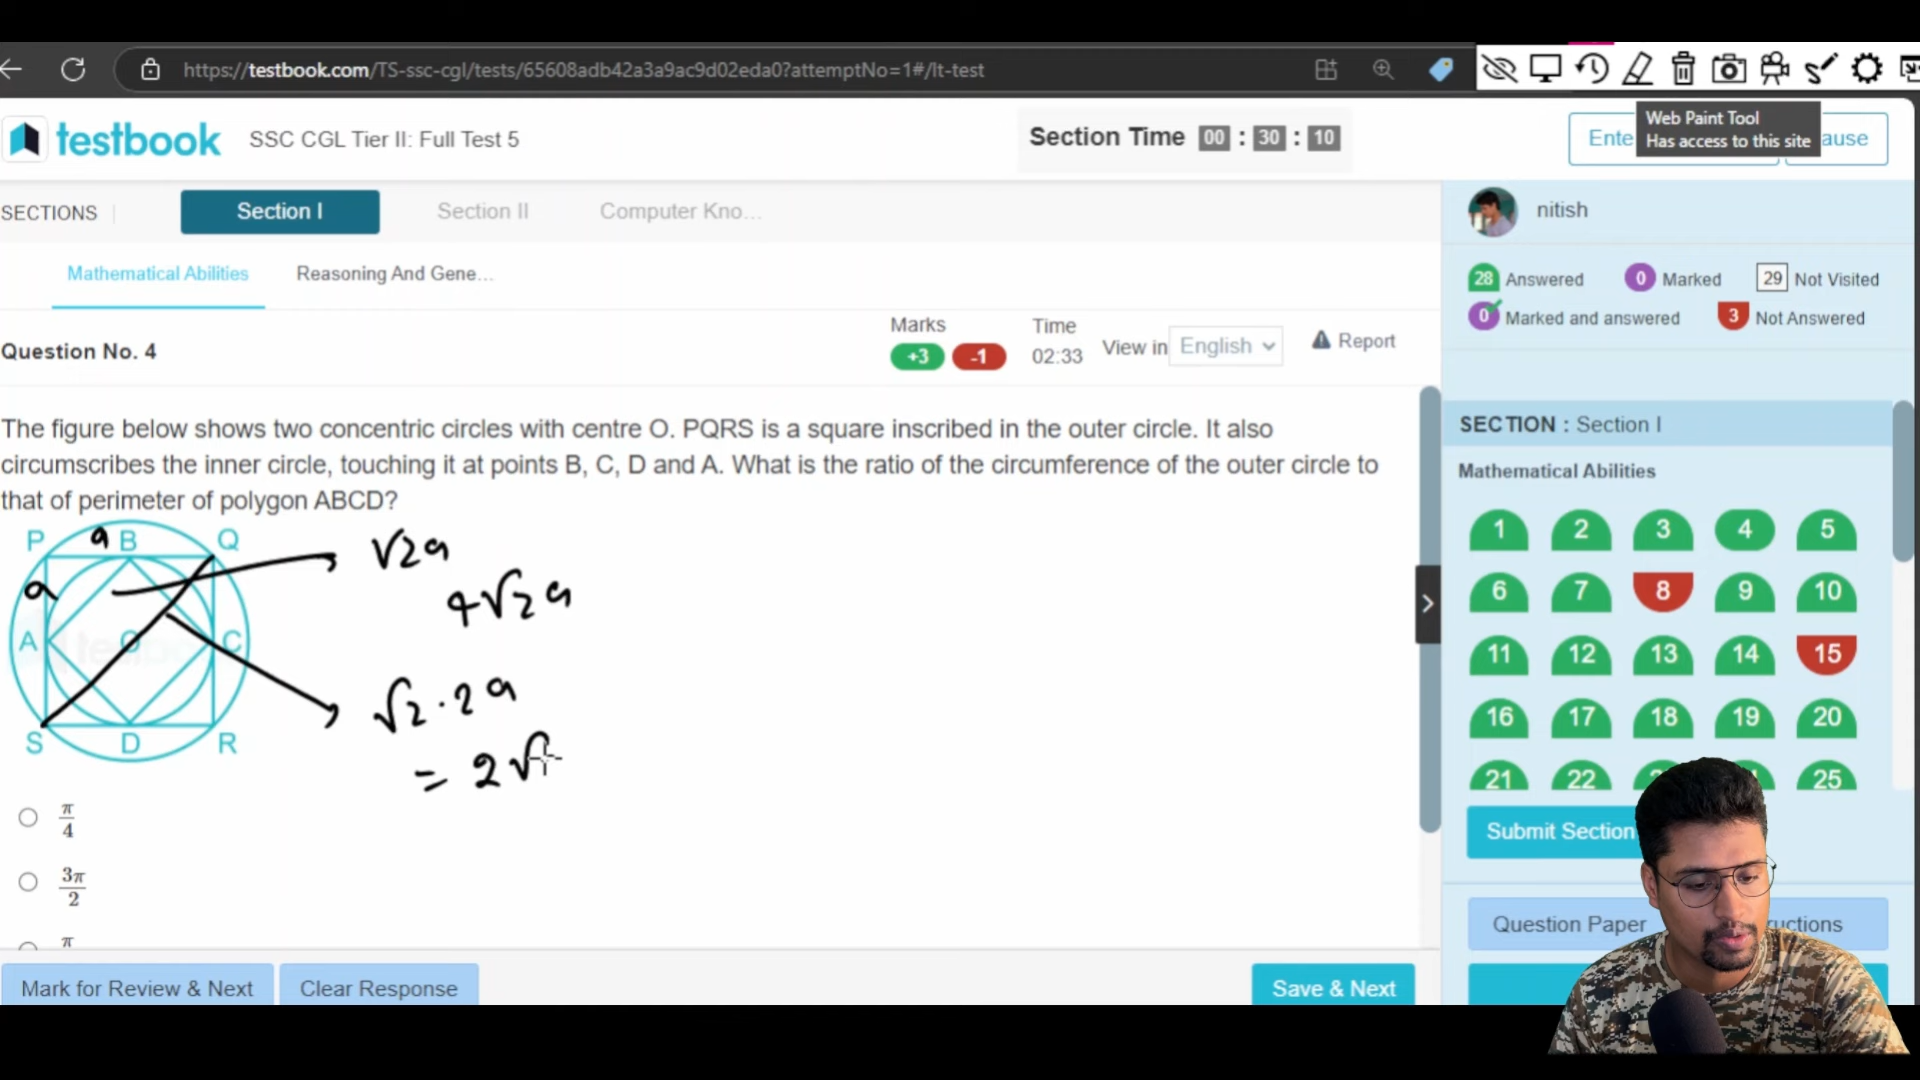 https://testbook.com/TS-ssc-cgl/tests/65608adb42a3a9ac9d02eda0?attemptNo=1#/lt-test
Web Paint Tool
Has access to this site
testbook
SSC CGL Tier II: Full Test 5
Section Time 00 : 30 : 10
Ente
ause
SECTIONS
Section I
Section II
Computer Kno...
nitish
Mathematical Abilities
Reasoning And Gene...
28 Answered
0 Marked
29 Not Visited
0 Marked and answered
3 Not Answered
Question No. 4
Marks
+3 -1
Time
02:33
View in English
Report
The figure below shows two concentric circles with centre O. PQRS is a square inscribed in the outer circle. It also
circumscribes the inner circle, touching it at points B, C, D and A. What is the ratio of the circumference of the outer circle to
that of perimeter of polygon ABCD?
P a B Q
a
A O C
S D R
√2a
4√2a
√2 · 2a
= 2√
π/4
3π/2
π
SECTION : Section I
Mathematical Abilities
1 2 3 4 5
6 7 8 9 10
11 12 13 14 15
16 17 18 19 20
21 22 25
Submit Section
Question Paper
ructions
Mark for Review & Next
Clear Response
Save & Next